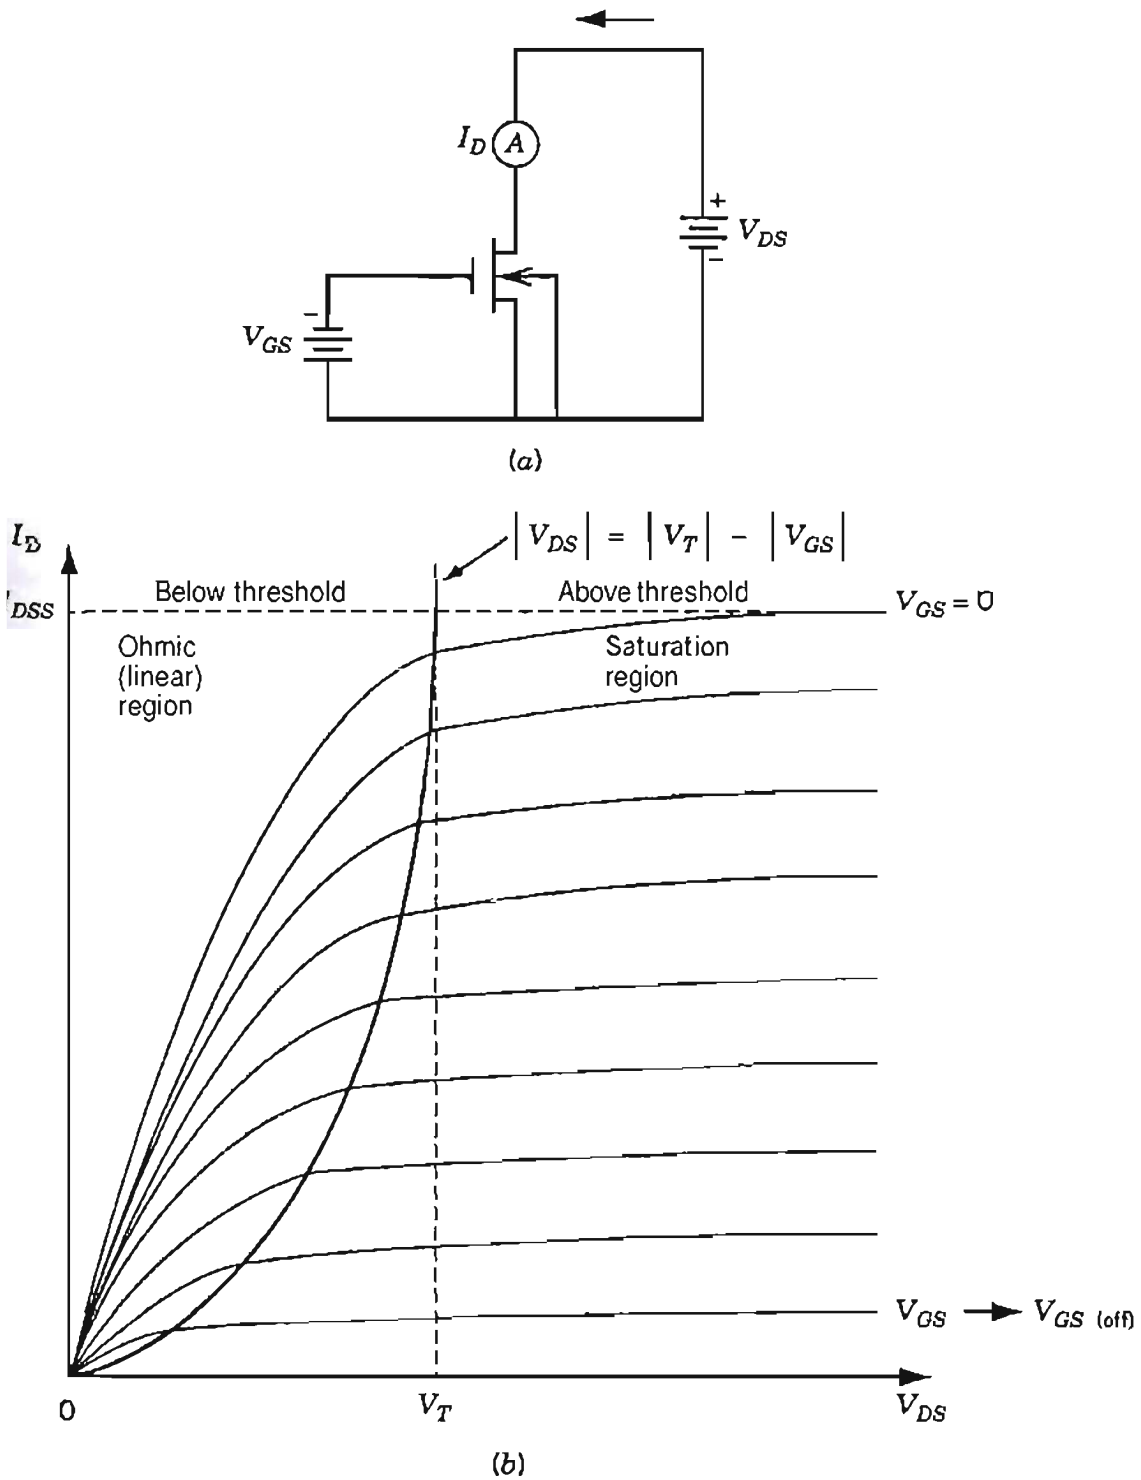 I_D A
+
V_DS
−
−
V_GS
(a)
I_D
|V_DS| = |V_T| − |V_GS|
Below threshold
Above threshold
DSS
V_GS = 0
Ohmic
(linear)
region
Saturation
region
V_GS → V_GS (off)
0
V_T
V_DS
(b)